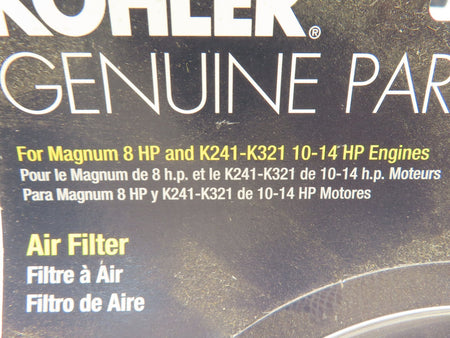 KOHLER®
GENUINE PAR
For Magnum 8 HP and K241-K321 10-14 HP Engines
Pour le Magnum de 8 h.p. et le K241-K321 de 10-14 h.p. Moteurs
Para Magnum 8 HP y K241-K321 de 10-14 HP Motores
Air Filter
Filtre à Air
Filtro de Aire